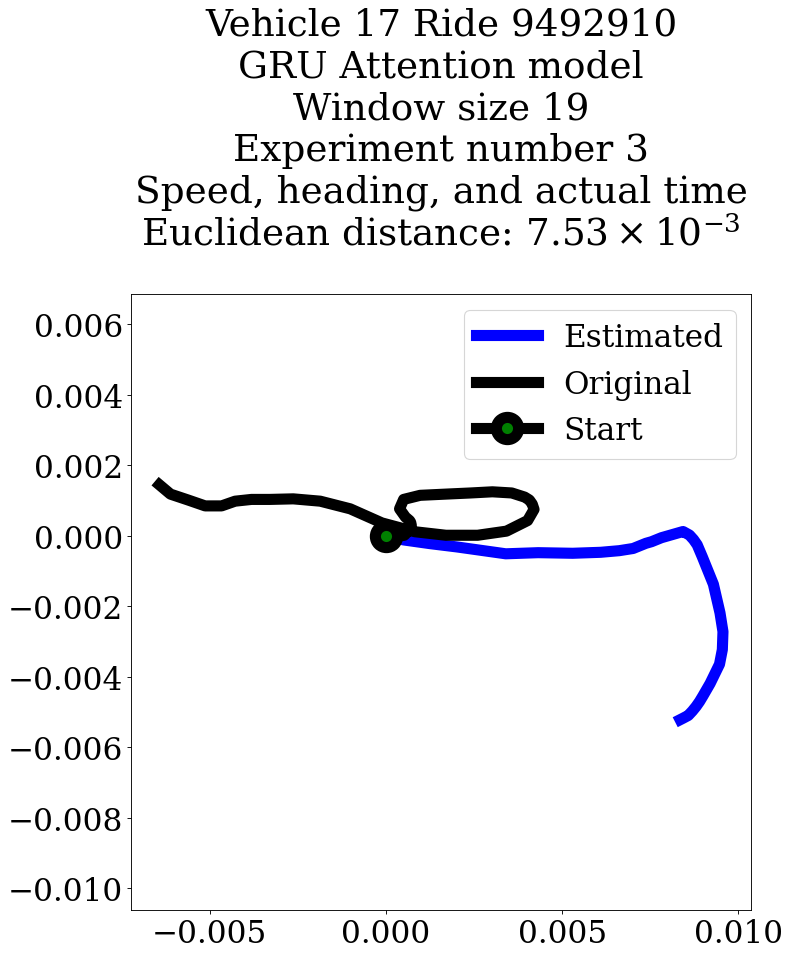 Vehicle 17 Ride 9492910
GRU Attention model
Window size 19
Experiment number 3
Speed, heading, and actual time
Euclidean distance: 7.53 × 10⁻³
Estimated
Original
Start
0.006
0.004
0.002
0.000
−0.002
−0.004
−0.006
−0.008
−0.010
−0.005 0.000 0.005 0.010